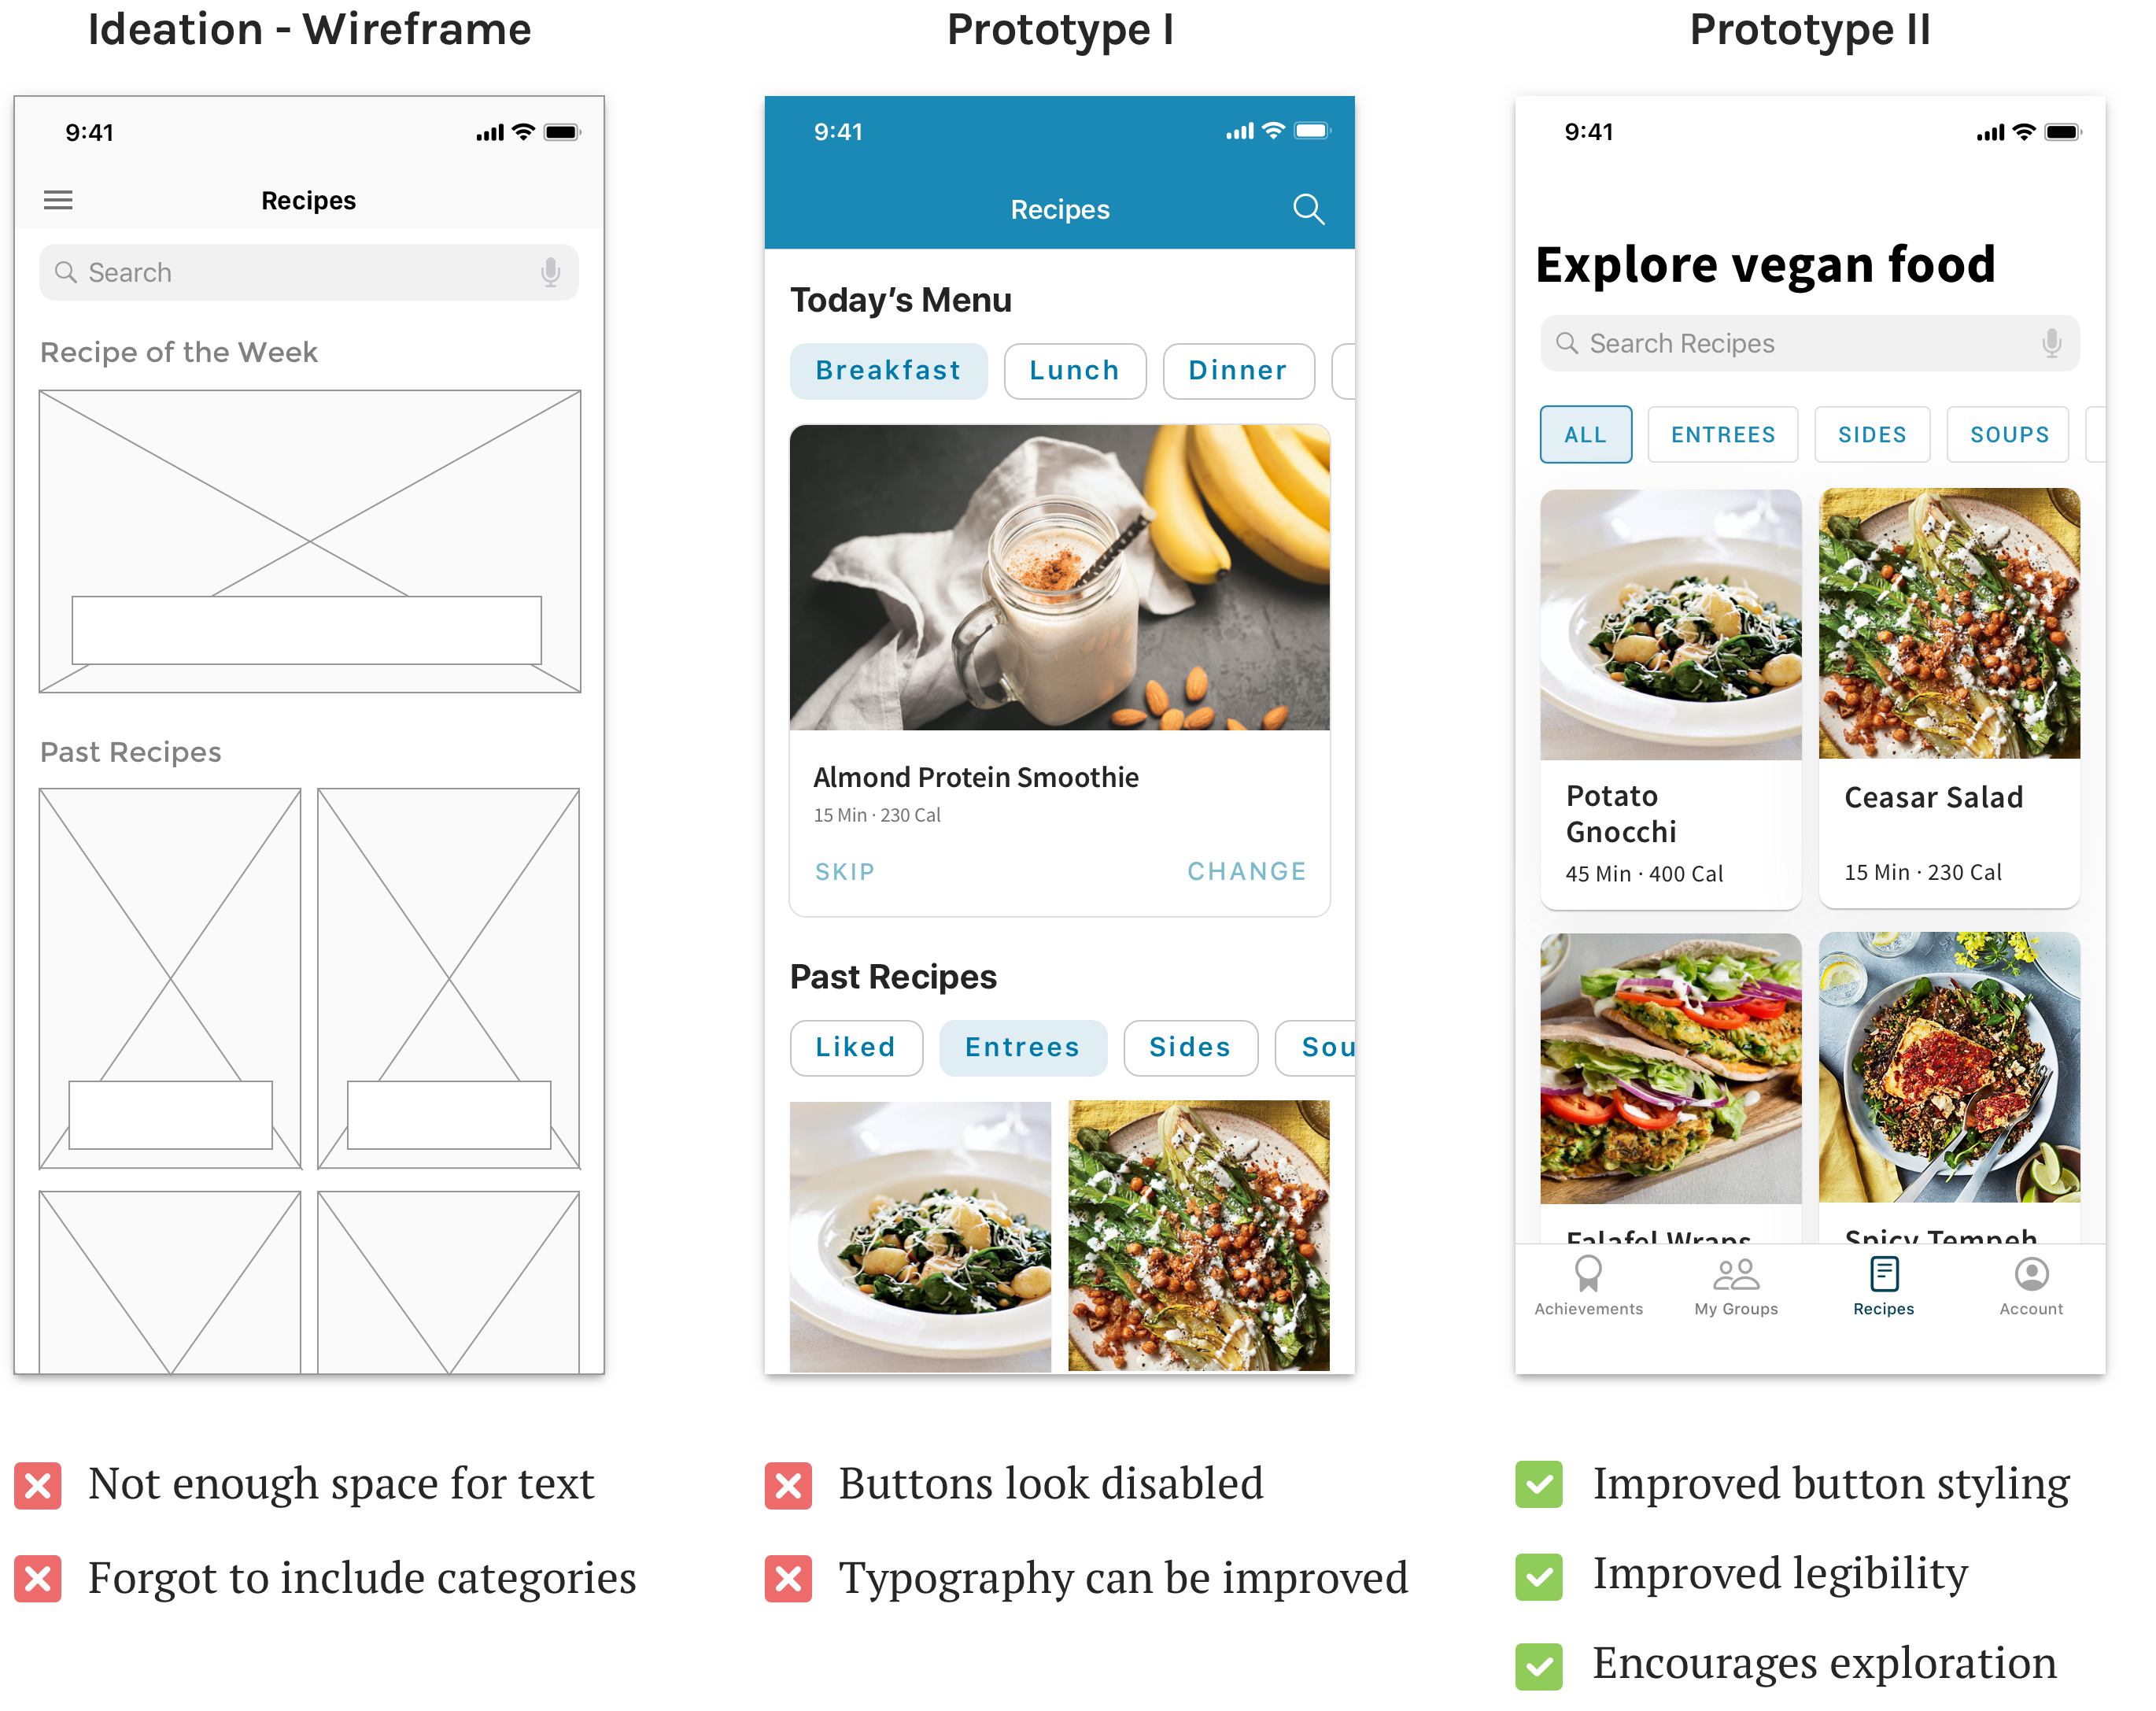 Ideation - Wireframe
9:41
Recipes
Search
Recipe of the Week
Past Recipes
Not enough space for text
Forgot to include categories
Prototype I
9:41
Recipes
Today's Menu
Breakfast Lunch Dinner
Almond Protein Smoothie
15 Min · 230 Cal
SKIP CHANGE
Past Recipes
Liked Entrees Sides Sou
Buttons look disabled
Typography can be improved
Prototype II
9:41
Explore vegan food
Search Recipes
ALL ENTREES SIDES SOUPS
Potato
Gnocchi
45 Min · 400 Cal
Ceasar Salad
15 Min · 230 Cal
Falafel Wraps
Spicy Tempeh
Achievements My Groups Recipes Account
Improved button styling
Improved legibility
Encourages exploration